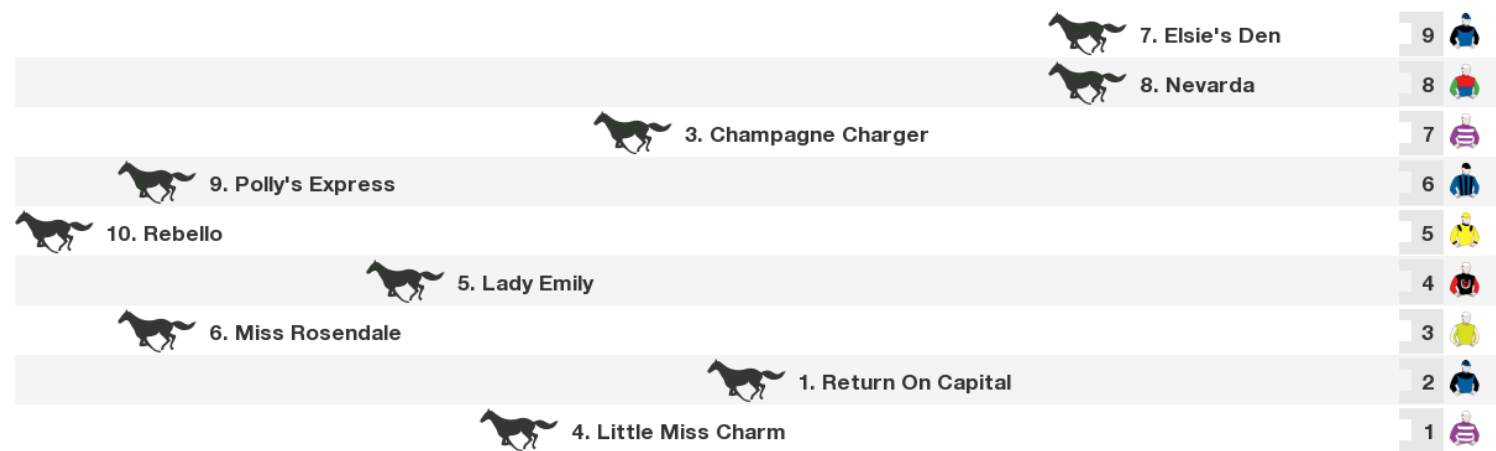 7. Elsie's Den 9
8. Nevarda 8
3. Champagne Charger 7
9. Polly's Express 6
10. Rebello 5
5. Lady Emily 4
6. Miss Rosendale 3
1. Return On Capital 2
4. Little Miss Charm 1